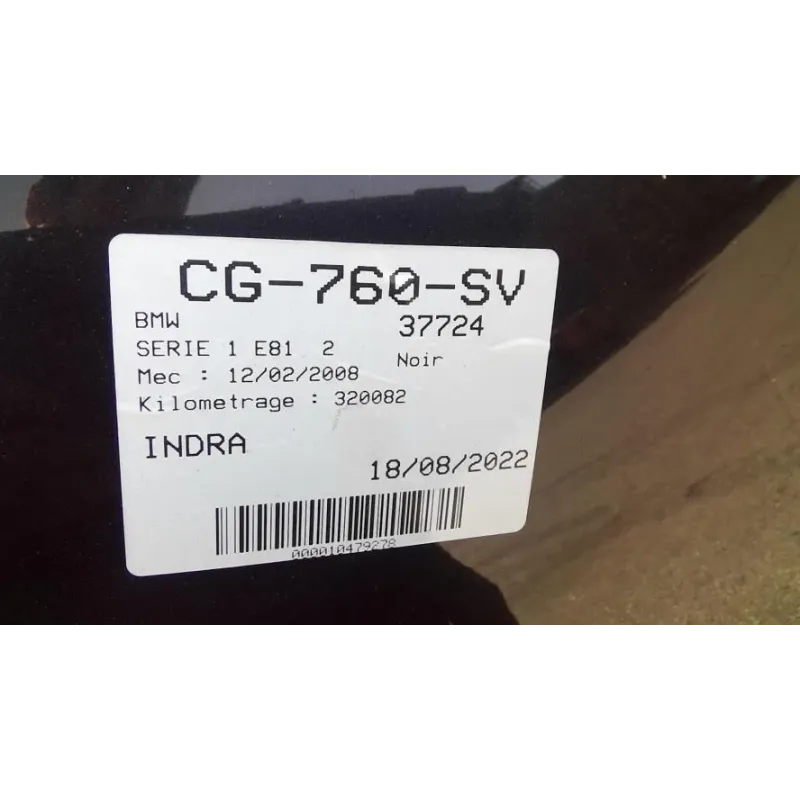 CG-760-SV
BMW 37724
SERIE 1 E81 2 Noir
Mec : 12/02/2008
Kilometrage : 320082
INDRA
18/08/2022
000010479278